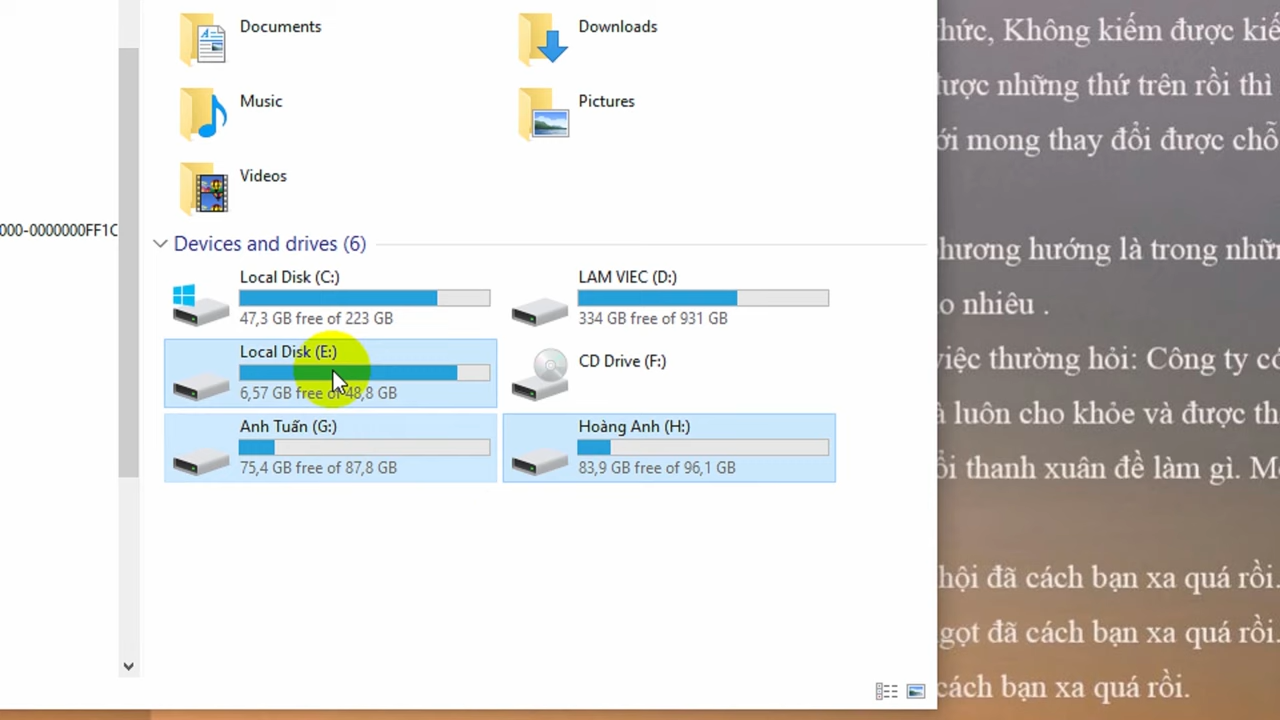 Documents
Downloads
Music
Pictures
Videos
000-0000000FF1C
Devices and drives (6)
Local Disk (C:)
47,3 GB free of 223 GB
LAM VIEC (D:)
334 GB free of 931 GB
Local Disk (E:)
6,57 GB free of 48,8 GB
CD Drive (F:)
Anh Tuấn (G:)
75,4 GB free of 87,8 GB
Hoàng Anh (H:)
83,9 GB free of 96,1 GB
hức, Không kiếm được kiế
ược những thứ trên rồi thì
ới mong thay đổi được chỗ
hương hướng là trong nhữn
o nhiêu .
việc thường hỏi: Công ty có
à luôn cho khỏe và được th
ồi thanh xuân đề làm gì. M
hội đã cách bạn xa quá rồi.
gọt đã cách bạn xa quá rồi.
cách bạn xa quá rồi.